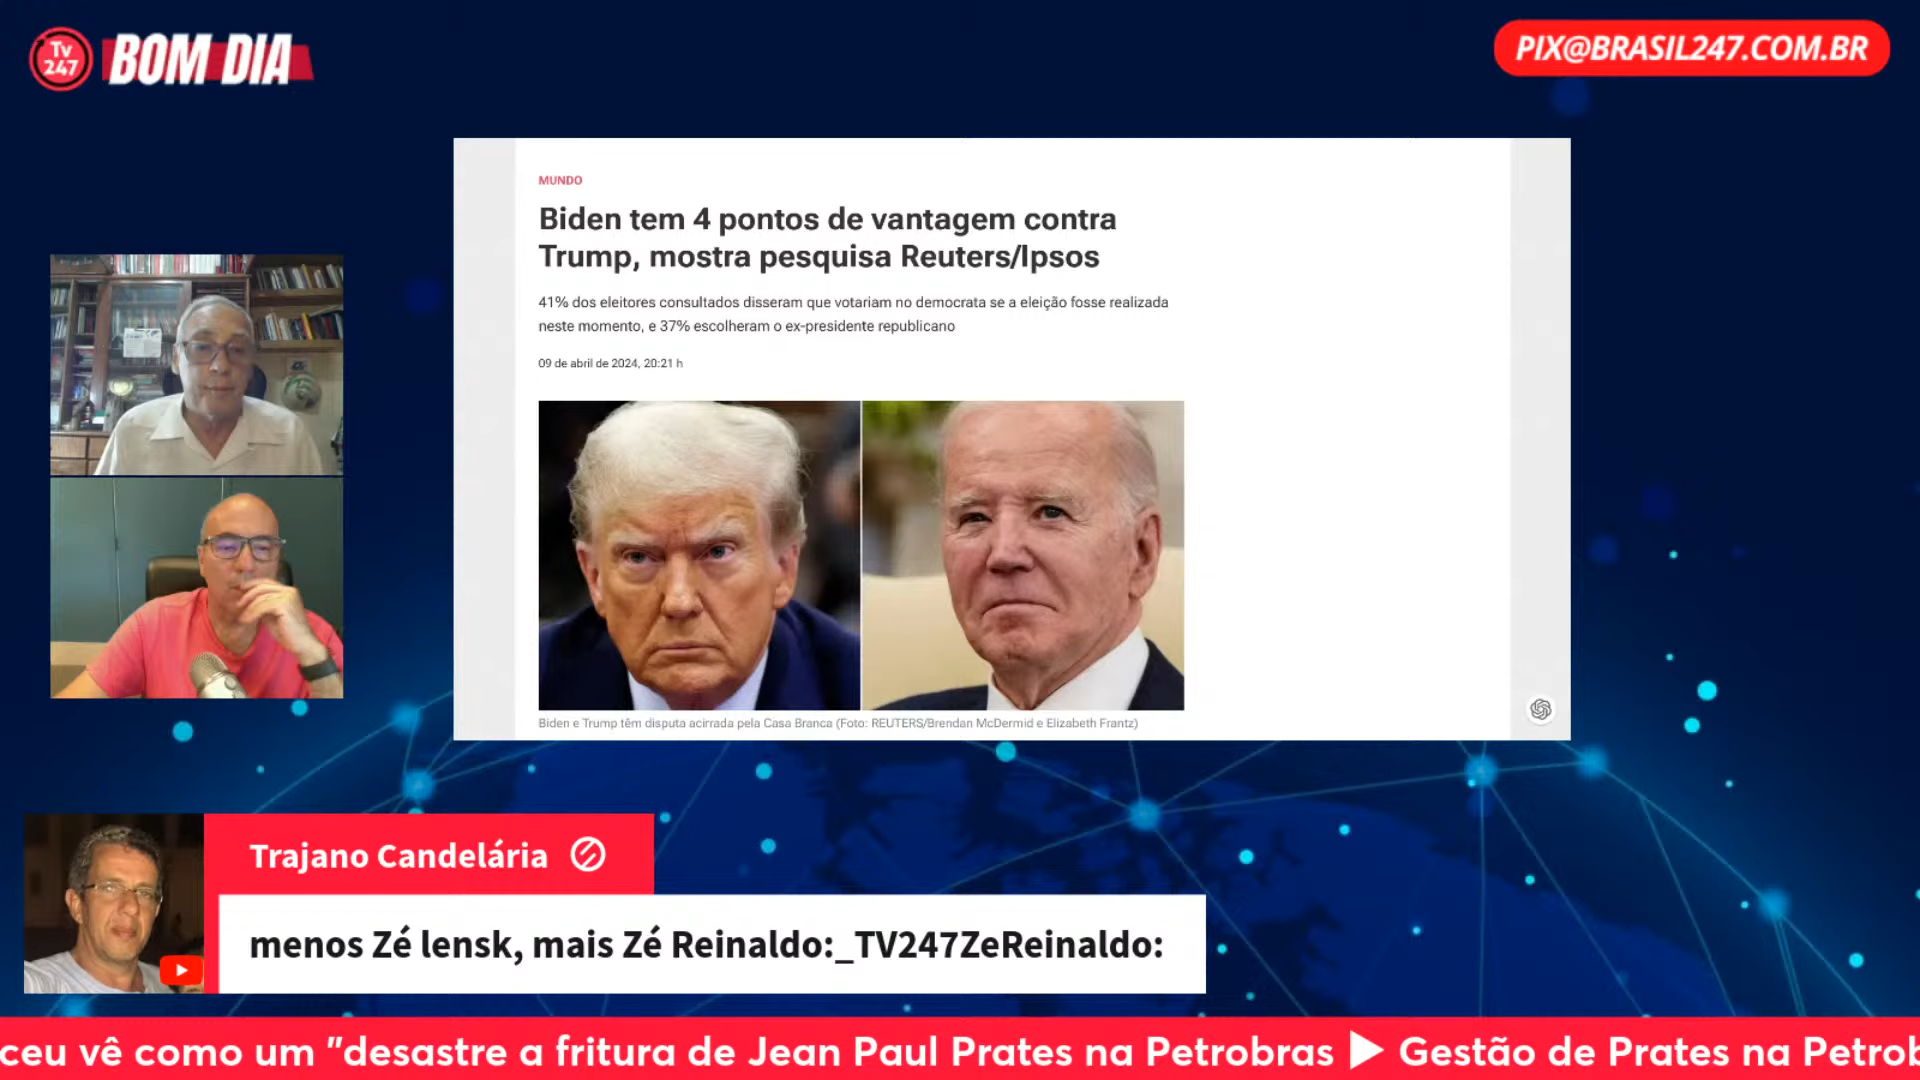 Tv
247
BOM DIA
PIX@BRASIL247.COM.BR
MUNDO
Biden tem 4 pontos de vantagem contra
Trump, mostra pesquisa Reuters/Ipsos
41% dos eleitores consultados disseram que votariam no democrata se a eleição fosse realizada
neste momento, e 37% escolheram o ex-presidente republicano
09 de abril de 2024, 20:21 h
Biden e Trump têm disputa acirrada pela Casa Branca (Foto: REUTERS/Brendan McDermid e Elizabeth Frantz)
Trajano Candelária
menos Zé lensk, mais Zé Reinaldo:_TV247ZeReinaldo:
ceu vê como um "desastre a fritura de Jean Paul Prates na Petrobras ▶ Gestão de Prates na Petrob